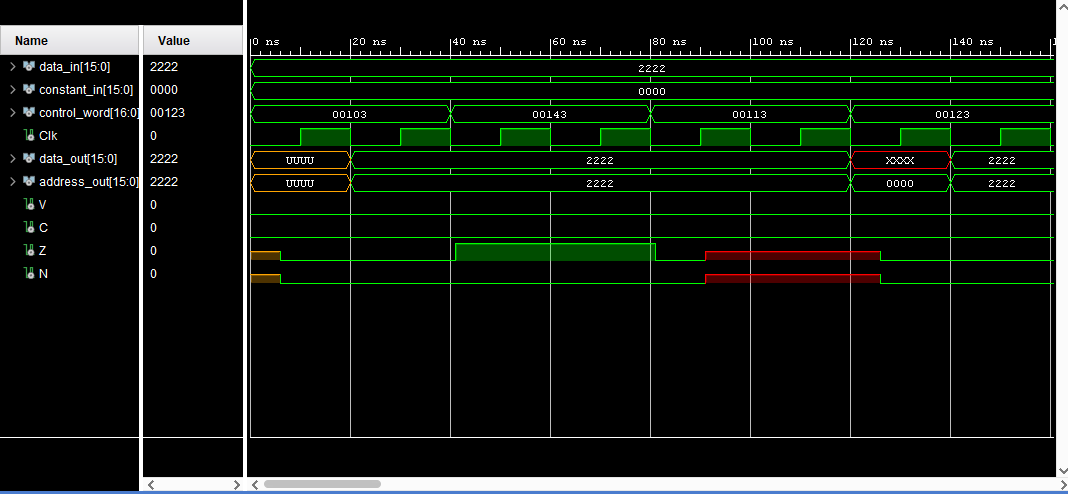 Name Value
0 ns 20 ns 40 ns 60 ns 80 ns 100 ns 120 ns 140 ns
data_in[15:0] 2222 2222
constant_in[15:0] 0000 0000
control_word[16:0] 00123 00103 00143 00113 00123
Clk 0
data_out[15:0] 2222 UUUU 2222 XXXX 2222
address_out[15:0] 2222 UUUU 2222 0000 2222
V 0
C 0
Z 0
N 0